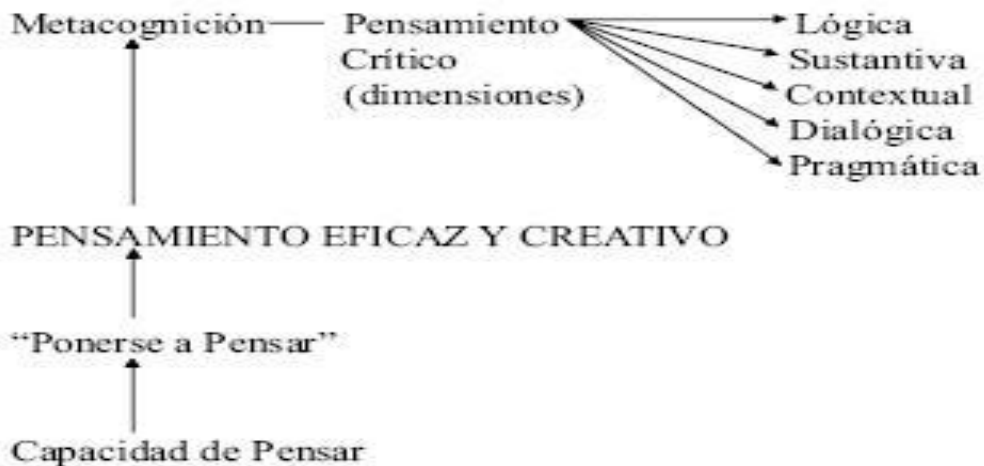 Metacognición Pensamiento Lógica
Crítico Sustantiva
(dimensiones) Contextual
Dialógica
Pragmática
PENSAMIENTO EFICAZ Y CREATIVO
“Ponerse a Pensar”
Capacidad de Pensar